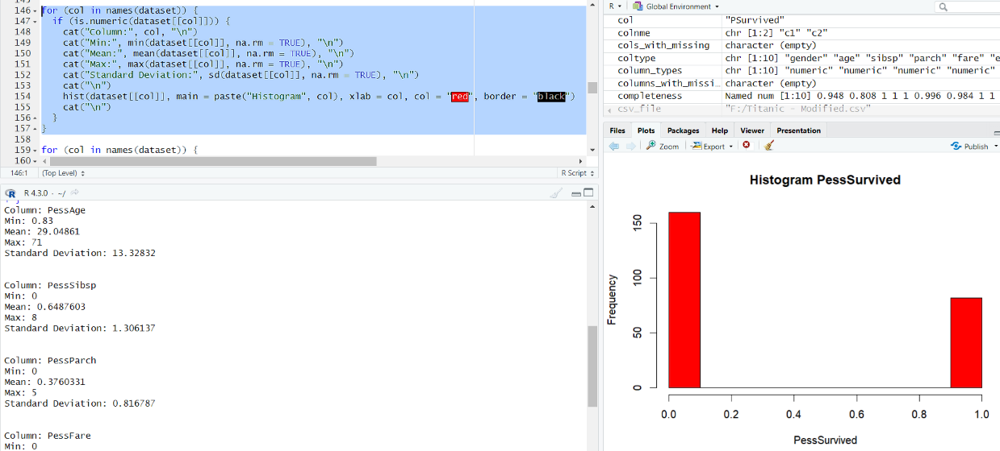 146 for (col in names(dataset)) {
147 if (is.numeric(dataset[[col]])) {
148 cat("Column:", col, "\n")
149 cat("Min:", min(dataset[[col]], na.rm = TRUE), "\n")
150 cat("Mean:", mean(dataset[[col]], na.rm = TRUE), "\n")
151 cat("Max:", max(dataset[[col]], na.rm = TRUE), "\n")
152 cat("Standard Deviation:", sd(dataset[[col]], na.rm = TRUE), "\n")
153 cat("\n")
154 hist(dataset[[col]], main = paste("Histogram", col), xlab = col, col = "red", border = "black")
155 cat("\n")
156 }
157 }
158
159 for (col in names(dataset)) {
160
146:1 (Top Level) R Script
R 4.3.0 · ~/
Column: PessAge
Min: 0.83
Mean: 29.04861
Max: 71
Standard Deviation: 13.32832
Column: PessSibsp
Min: 0
Mean: 0.6487603
Max: 8
Standard Deviation: 1.306137
Column: PessParch
Min: 0
Mean: 0.3760331
Max: 5
Standard Deviation: 0.816787
Column: PessFare
Min: 0
R Global Environment
col "PSurvived"
colnme chr [1:2] "c1" "c2"
cols_with_missing character (empty)
coltype chr [1:10] "gender" "age" "sibsp" "parch" "fare" "e
column_types chr [1:10] "numeric" "numeric" "numeric" "numeric"
columns_with_missi… character (empty)
completeness Named num [1:10] 0.948 0.808 1 1 1 0.996 0.984 1 1
csv_file "F:/Titanic - Modified.csv"
Files Plots Packages Help Viewer Presentation
Zoom Export Publish
Histogram PessSurvived
150
100
50
0
Frequency
0.0 0.2 0.4 0.6 0.8 1.0
PessSurvived